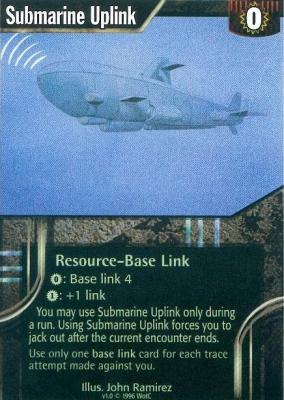 Submarine Uplink
0
Resource-Base Link
0: Base link 4
1: +1 link
You may use Submarine Uplink only during
a run. Using Submarine Uplink forces you to
jack out after the current encounter ends.
Use only one base link card for each trace
attempt made against you.
Illus. John Ramirez
v1.0 © 1996 WotC